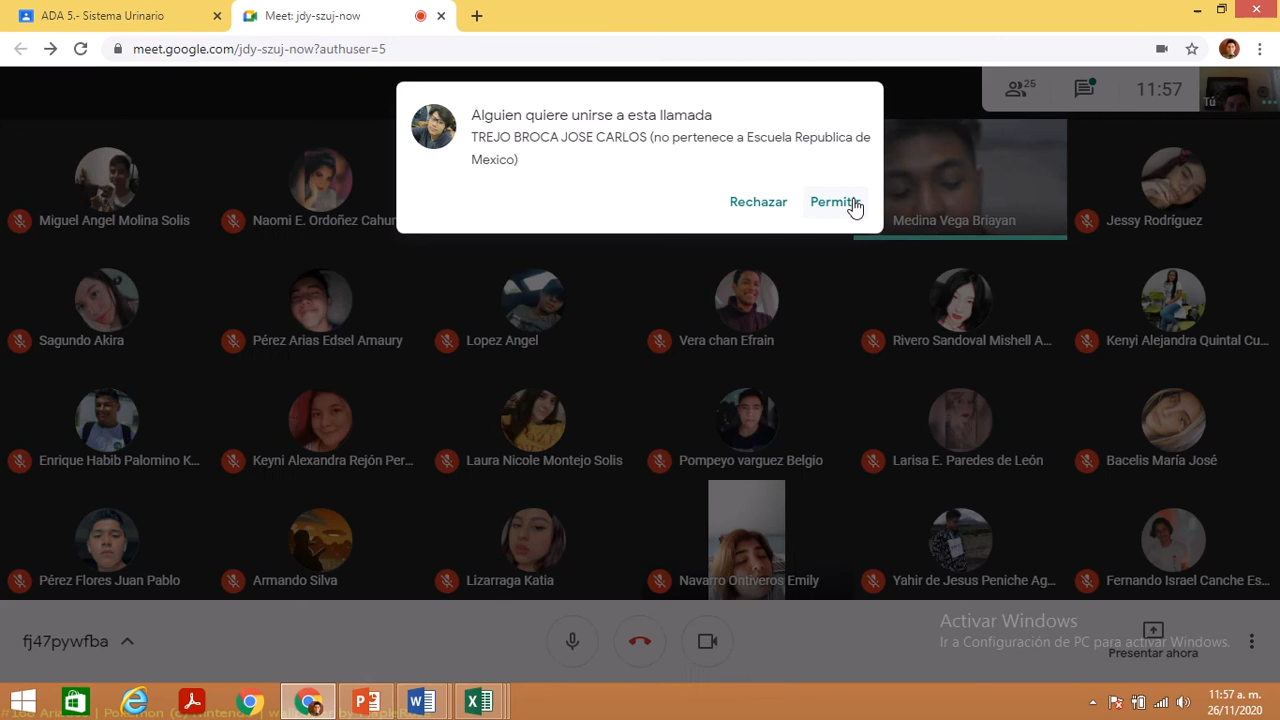 ADA 5.- Sistema Urinario
Meet: jdy-szuj-now
meet.google.com/jdy-szuj-now?authuser=5
25
11:57
Tú
Alguien quiere unirse a esta llamada
TREJO BROCA JOSE CARLOS (no pertenece a Escuela Republica de
Mexico)
Rechazar
Permitir
Miguel Angel Molina Solis
Naomi E. Ordoñez Cahur
Medina Vega Briayan
Jessy Rodríguez
Sagundo Akira
Pérez Arias Edsel Amaury
Lopez Angel
Vera chan Efrain
Rivero Sandoval Mishell A...
Kenyi Alejandra Quintal Cu...
Enrique Habib Palomino K...
Keyni Alexandra Rejón Per...
Laura Nicole Montejo Solis
Pompeyo varguez Belgio
Larisa E. Paredes de León
Bacelis María José
Pérez Flores Juan Pablo
Armando Silva
Lizarraga Katia
Navarro Ontiveros Emily
Yahir de Jesus Peniche Ag...
Fernando Israel Canche Es...
fj47pywfba
Activar Windows
Ir a Configuración de PC para activar Windows.
Presentar ahora
11:57 a. m.
26/11/2020